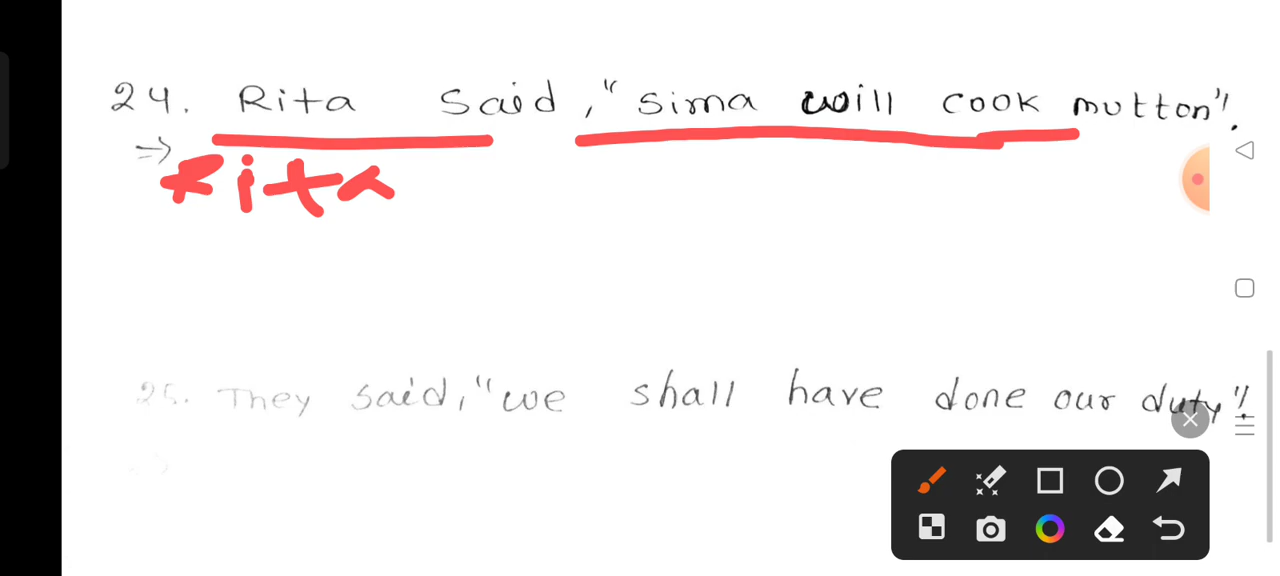 24. Rita said, "Sima will cook mutton".
⇒ Rita
25. They said, "we shall have done our duty".